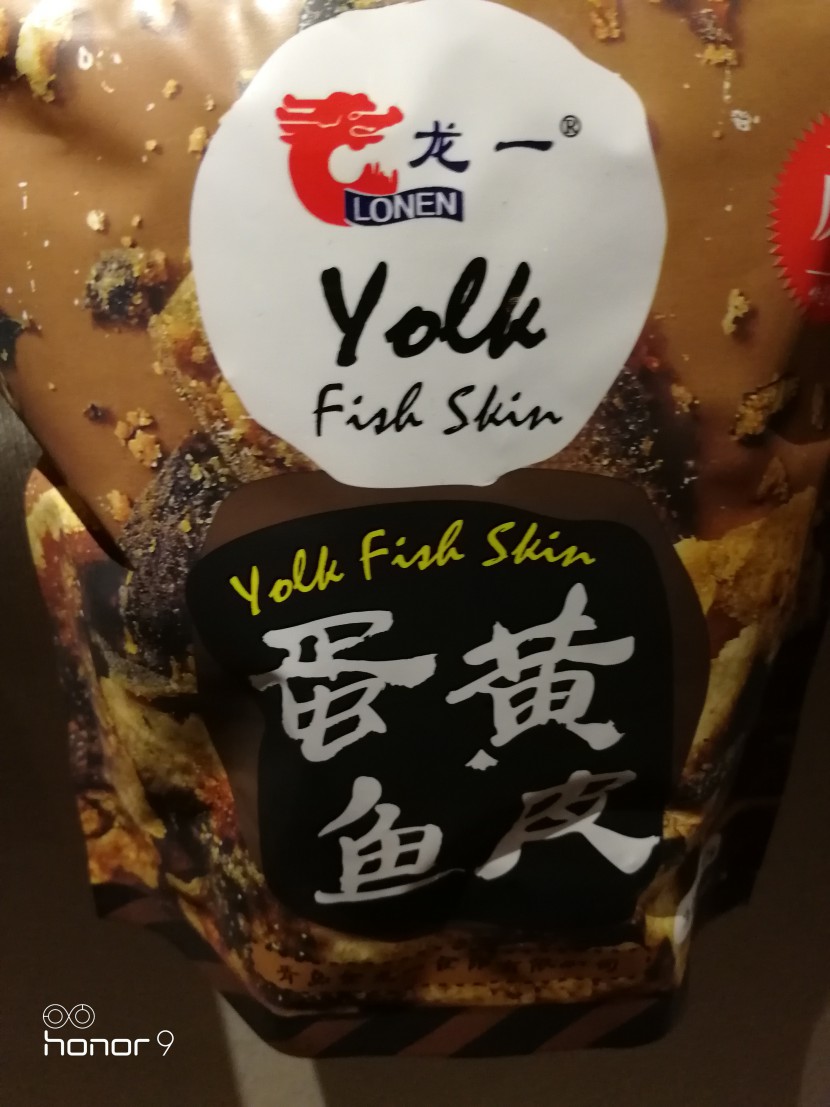 龙一®
LONEN
Yolk
Fish Skin
Yolk Fish Skin
蛋黄
鱼皮
honor 9